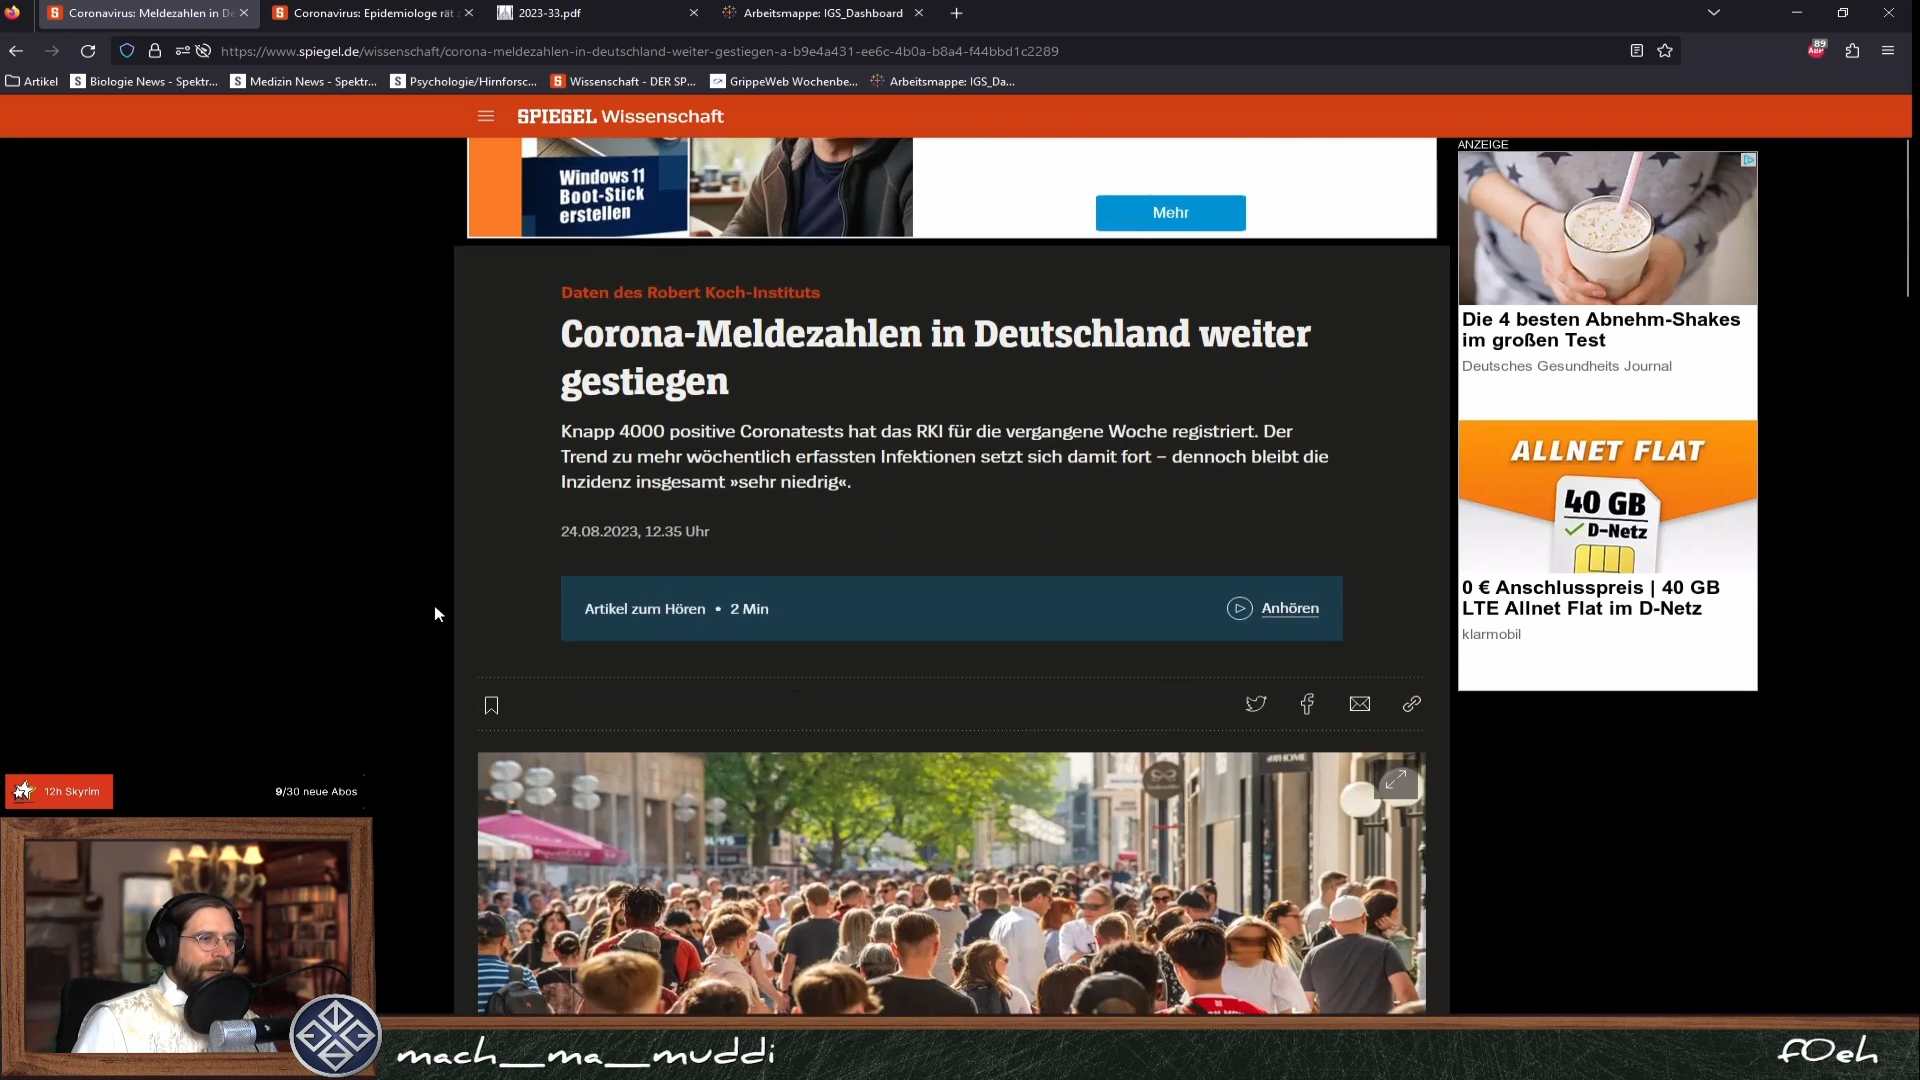 Coronavirus: Meldezahlen in De
Coronavirus: Epidemiologe rät
2023-33.pdf
Arbeitsmappe: IGS_Dashboard
https://www.spiegel.de/wissenschaft/corona-meldezahlen-in-deutschland-weiter-gestiegen-a-b9e4a431-ee6c-4b0a-b8a4-f44bbd1c2289
89
ABP
Artikel
Biologie News - Spektr...
Medizin News - Spektr...
Psychologie/Hirnforsc...
Wissenschaft - DER SP...
GrippeWeb Wochenbe...
Arbeitsmappe: IGS_Da...
SPIEGEL Wissenschaft
Windows 11
Boot-Stick
erstellen
Mehr
ANZEIGE
Die 4 besten Abnehm-Shakes
im großen Test
Deutsches Gesundheits Journal
ALLNET FLAT
40 GB
D-Netz
0 € Anschlusspreis | 40 GB
LTE Allnet Flat im D-Netz
klarmobil
Daten des Robert Koch-Instituts
Corona-Meldezahlen in Deutschland weiter
gestiegen
Knapp 4000 positive Coronatests hat das RKI für die vergangene Woche registriert. Der
Trend zu mehr wöchentlich erfassten Infektionen setzt sich damit fort – dennoch bleibt die
Inzidenz insgesamt »sehr niedrig«.
24.08.2023, 12.35 Uhr
Artikel zum Hören • 2 Min
Anhören
12h Skyrim
9/30 neue Abos
mach__ma__muddi
f0eh